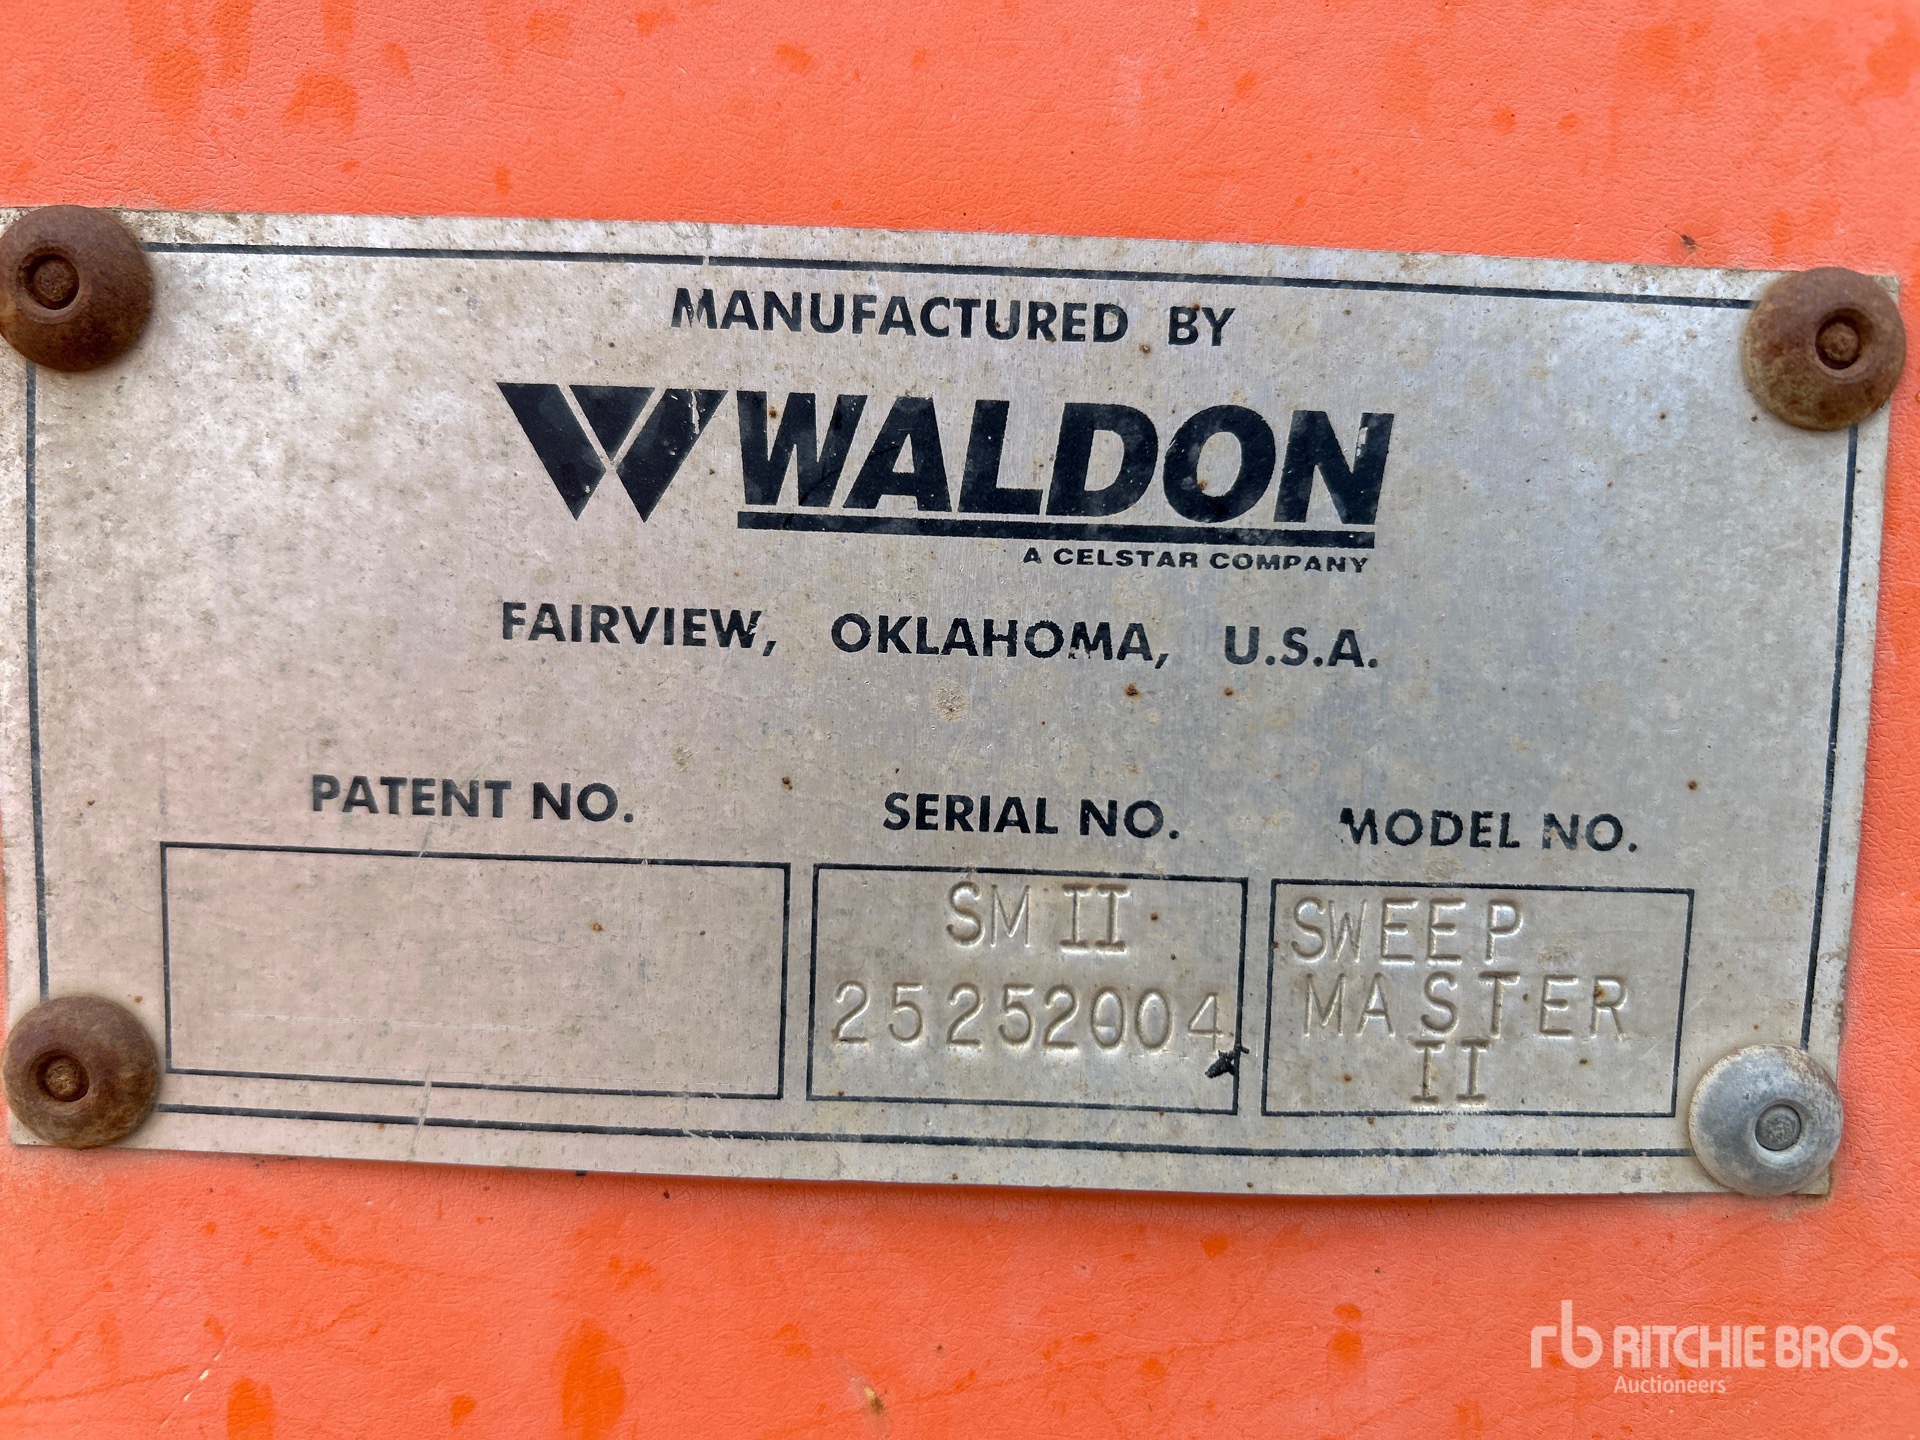 MANUFACTURED BY
WALDON
A CELSTAR COMPANY
FAIRVIEW, OKLAHOMA, U.S.A.
PATENT NO.
SERIAL NO.
SM II
25252004
MODEL NO.
SWEEP
MASTER
II
rb RITCHIE BROS.
Auctioneers